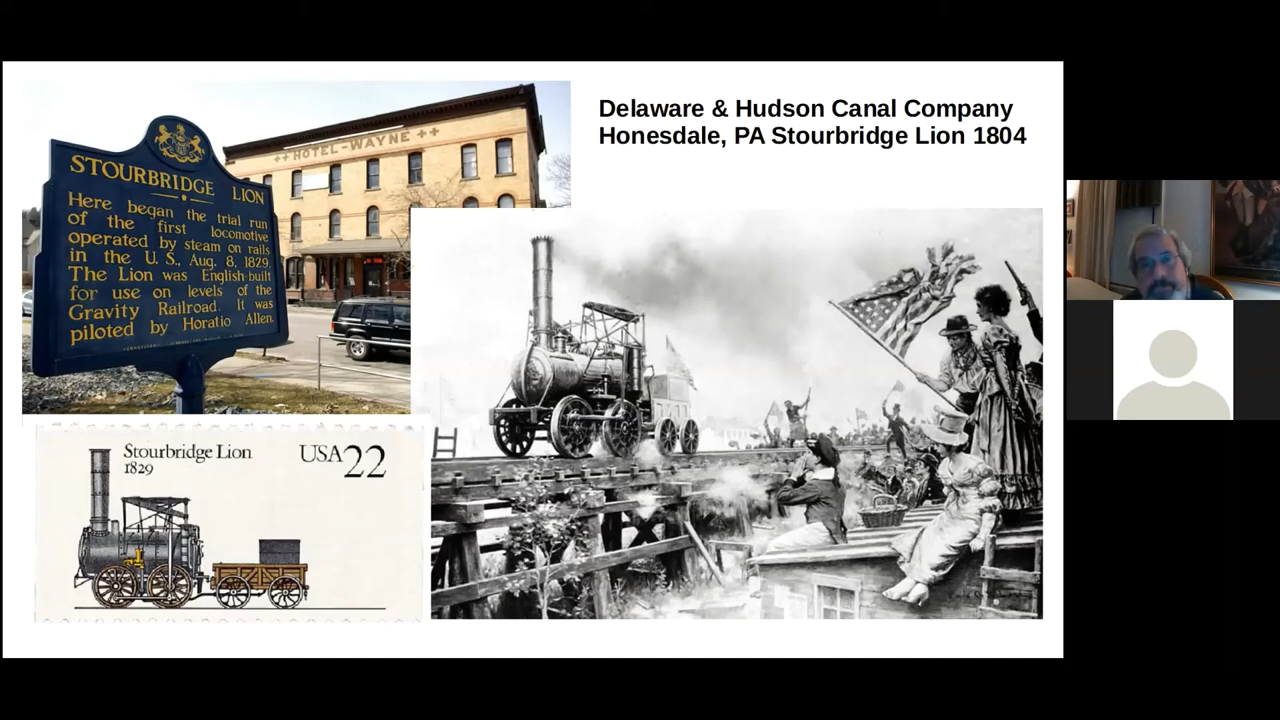 Delaware & Hudson Canal Company
Honesdale, PA Stourbridge Lion 1804
++ HOTEL-WAYNE ++
STOURBRIDGE LION
Here began the trial run
of the first locomotive
operated by steam on rails
in the U. S., Aug. 8, 1829.
The Lion was English-built
for use on levels of the
Gravity Railroad. It was
piloted by Horatio Allen.
Stourbridge Lion
1829
USA22